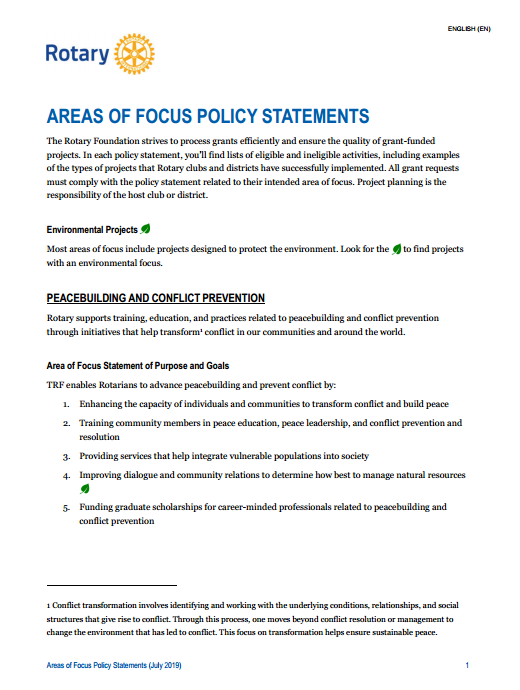 ENGLISH (EN)
Rotary
AREAS OF FOCUS POLICY STATEMENTS
The Rotary Foundation strives to process grants efficiently and ensure the quality of grant-funded
projects. In each policy statement, you'll find lists of eligible and ineligible activities, including examples
of the types of projects that Rotary clubs and districts have successfully implemented. All grant requests
must comply with the policy statement related to their intended area of focus. Project planning is the
responsibility of the host club or district.
Environmental Projects
Most areas of focus include projects designed to protect the environment. Look for the to find projects
with an environmental focus.
PEACEBUILDING AND CONFLICT PREVENTION
Rotary supports training, education, and practices related to peacebuilding and conflict prevention
through initiatives that help transform¹ conflict in our communities and around the world.
Area of Focus Statement of Purpose and Goals
TRF enables Rotarians to advance peacebuilding and prevent conflict by:
1. Enhancing the capacity of individuals and communities to transform conflict and build peace
2. Training community members in peace education, peace leadership, and conflict prevention and
resolution
3. Providing services that help integrate vulnerable populations into society
4. Improving dialogue and community relations to determine how best to manage natural resources
5. Funding graduate scholarships for career-minded professionals related to peacebuilding and
conflict prevention
1 Conflict transformation involves identifying and working with the underlying conditions, relationships, and social
structures that give rise to conflict. Through this process, one moves beyond conflict resolution or management to
change the environment that has led to conflict. This focus on transformation helps ensure sustainable peace.
Areas of Focus Policy Statements (July 2019) 1